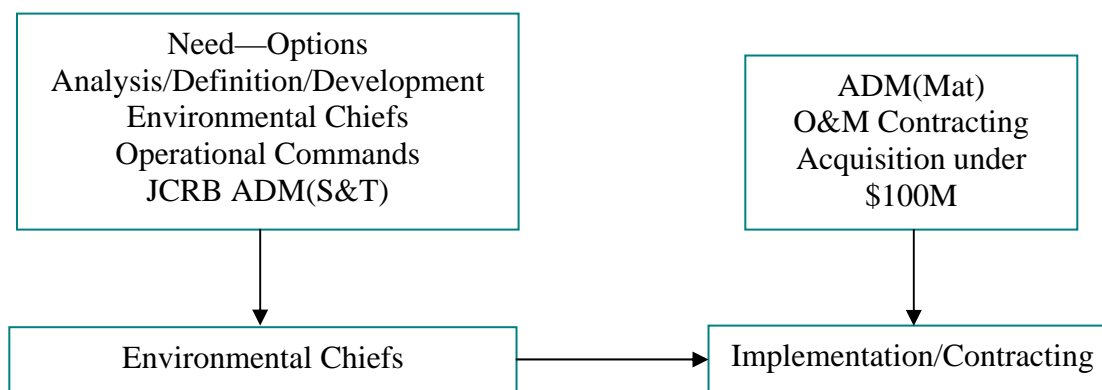 Need—Options
Analysis/Definition/Development
Environmental Chiefs
Operational Commands
JCRB ADM(S&T)
ADM(Mat)
O&M Contracting
Acquisition under
$100M
Environmental Chiefs
Implementation/Contracting